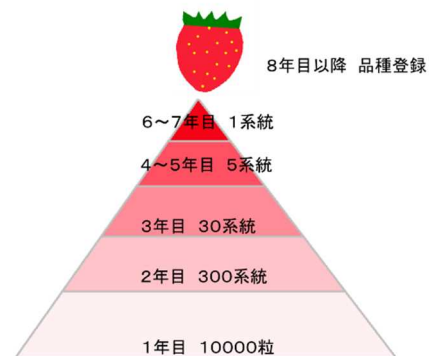 8年目以降 品種登録
6～7年目 1系統
4～5年目 5系統
3年目 30系統
2年目 300系統
1年目 10000粒